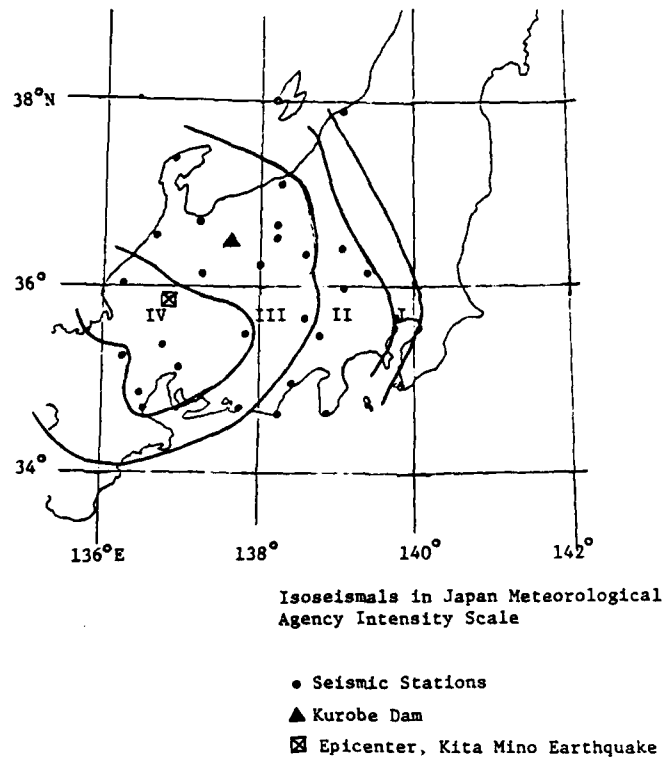 38°N
36°
IV III II I
34°
136°E 138° 140° 142°
Isoseismals in Japan Meteorological
Agency Intensity Scale
• Seismic Stations
▲ Kurobe Dam
⊠ Epicenter, Kita Mino Earthquake